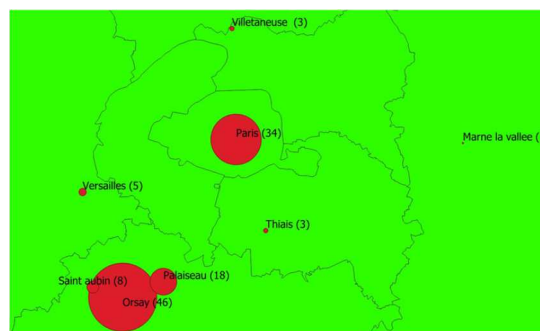 Villetaneuse (3)
Paris (34)
Marne la vallee (
Versailles (5)
Thiais (3)
Saint aubin (8)
Palaiseau (18)
Orsay (46)